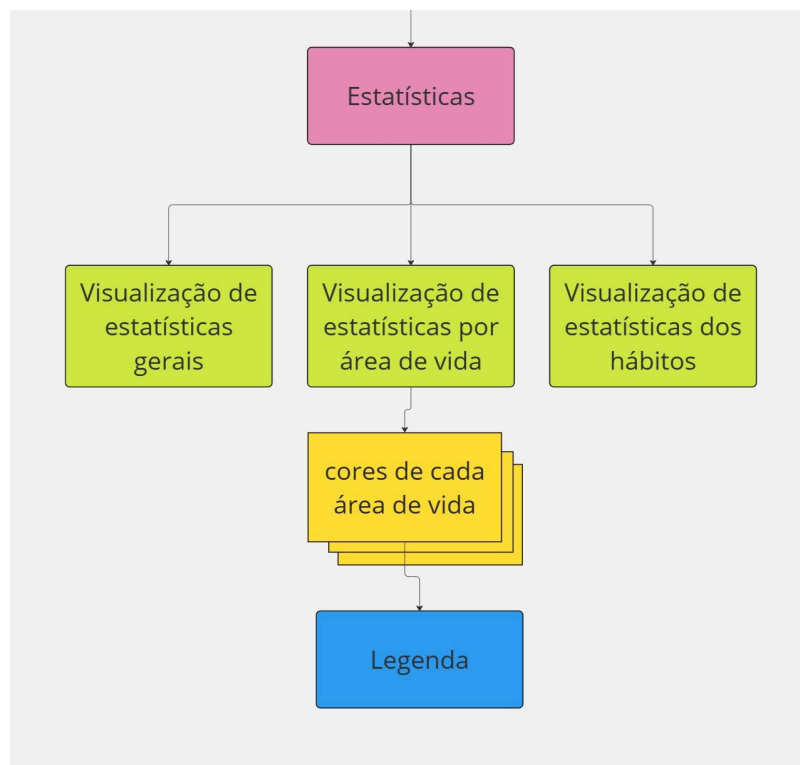 Estatísticas
Visualização de
estatísticas
gerais
Visualização de
estatísticas por
área de vida
Visualização de
estatísticas dos
hábitos
cores de cada
área de vida
Legenda